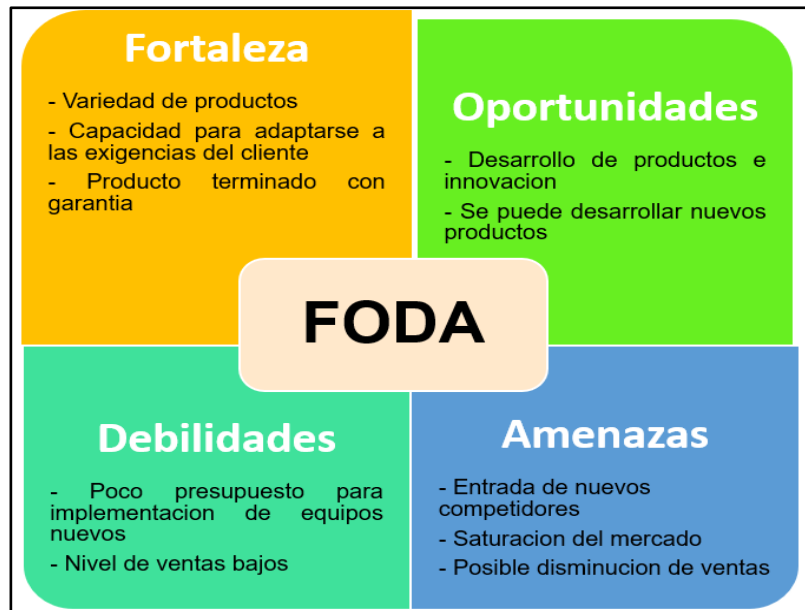 Fortaleza
- Variedad de productos
- Capacidad para adaptarse a
las exigencias del cliente
- Producto terminado con
garantia
Oportunidades
- Desarrollo de productos e
innovacion
- Se puede desarrollar nuevos
productos
FODA
Debilidades
- Poco presupuesto para
implementacion de equipos
nuevos
- Nivel de ventas bajos
Amenazas
- Entrada de nuevos
competidores
- Saturacion del mercado
- Posible disminucion de ventas